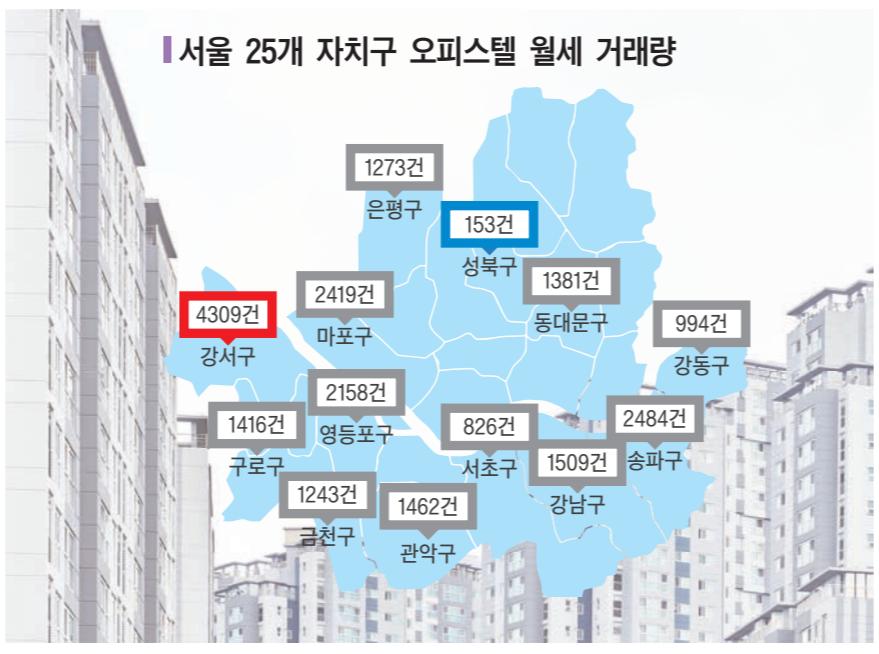 서울 25개 자치구 오피스텔 월세 거래량
1273건
은평구
153건
성북구
1381건
동대문구
2419건
마포구
4309건
강서구
994건
강동구
2158건
영등포구
1416건
구로구
826건
서초구
2484건
송파구
1509건
강남구
1243건
금천구
1462건
관악구